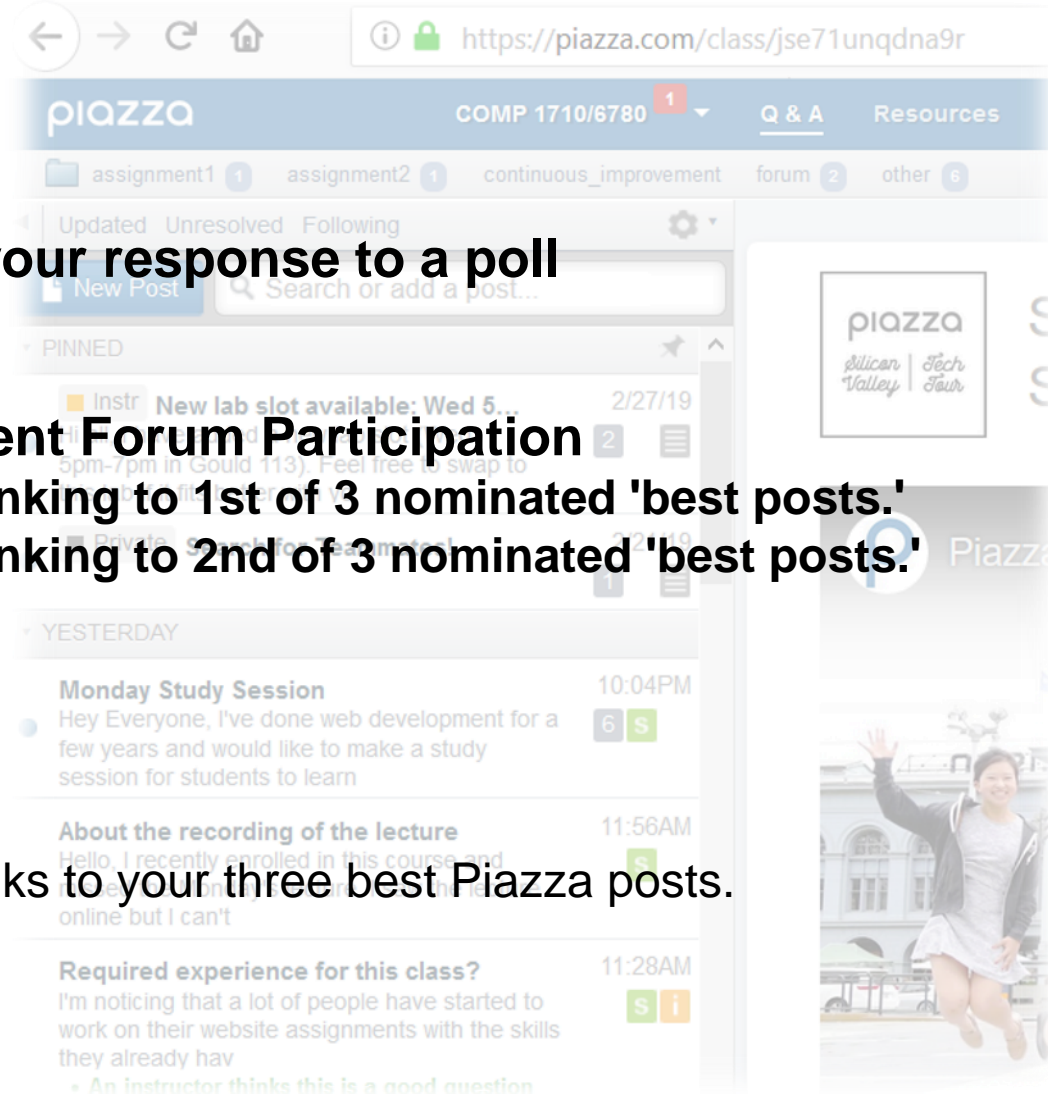 https://piazza.com/class/jse71unqdna9r
piazza
COMP 1710/6780
1
Q & A
Resources
assignment1 1
assignment2 1
continuous_improvement
forum 2
other 6
Updated Unresolved Following
your response to a poll
New Post
Search or add a post...
piazza
Silicon Valley | Tech Tour
PINNED
Instr New lab slot available: Wed 5...
2/27/19
ent Forum Participation
2
5pm-7pm in Gould 113). Feel free to swap to
nking to 1st of 3 nominated 'best posts.'
Private Search for Teammates!
nking to 2nd of 3 nominated 'best posts.'
1
Piazza
YESTERDAY
Monday Study Session
10:04PM
Hey Everyone, I've done web development for a
6 s
few years and would like to make a study
session for students to learn
About the recording of the lecture
11:56AM
Hello, I recently enrolled in this course and
s
ks to your three best Piazza posts.
online but I can't
Required experience for this class?
11:28AM
I'm noticing that a lot of people have started to
s i
work on their website assignments with the skills
they already hav
• An instructor thinks this is a good question